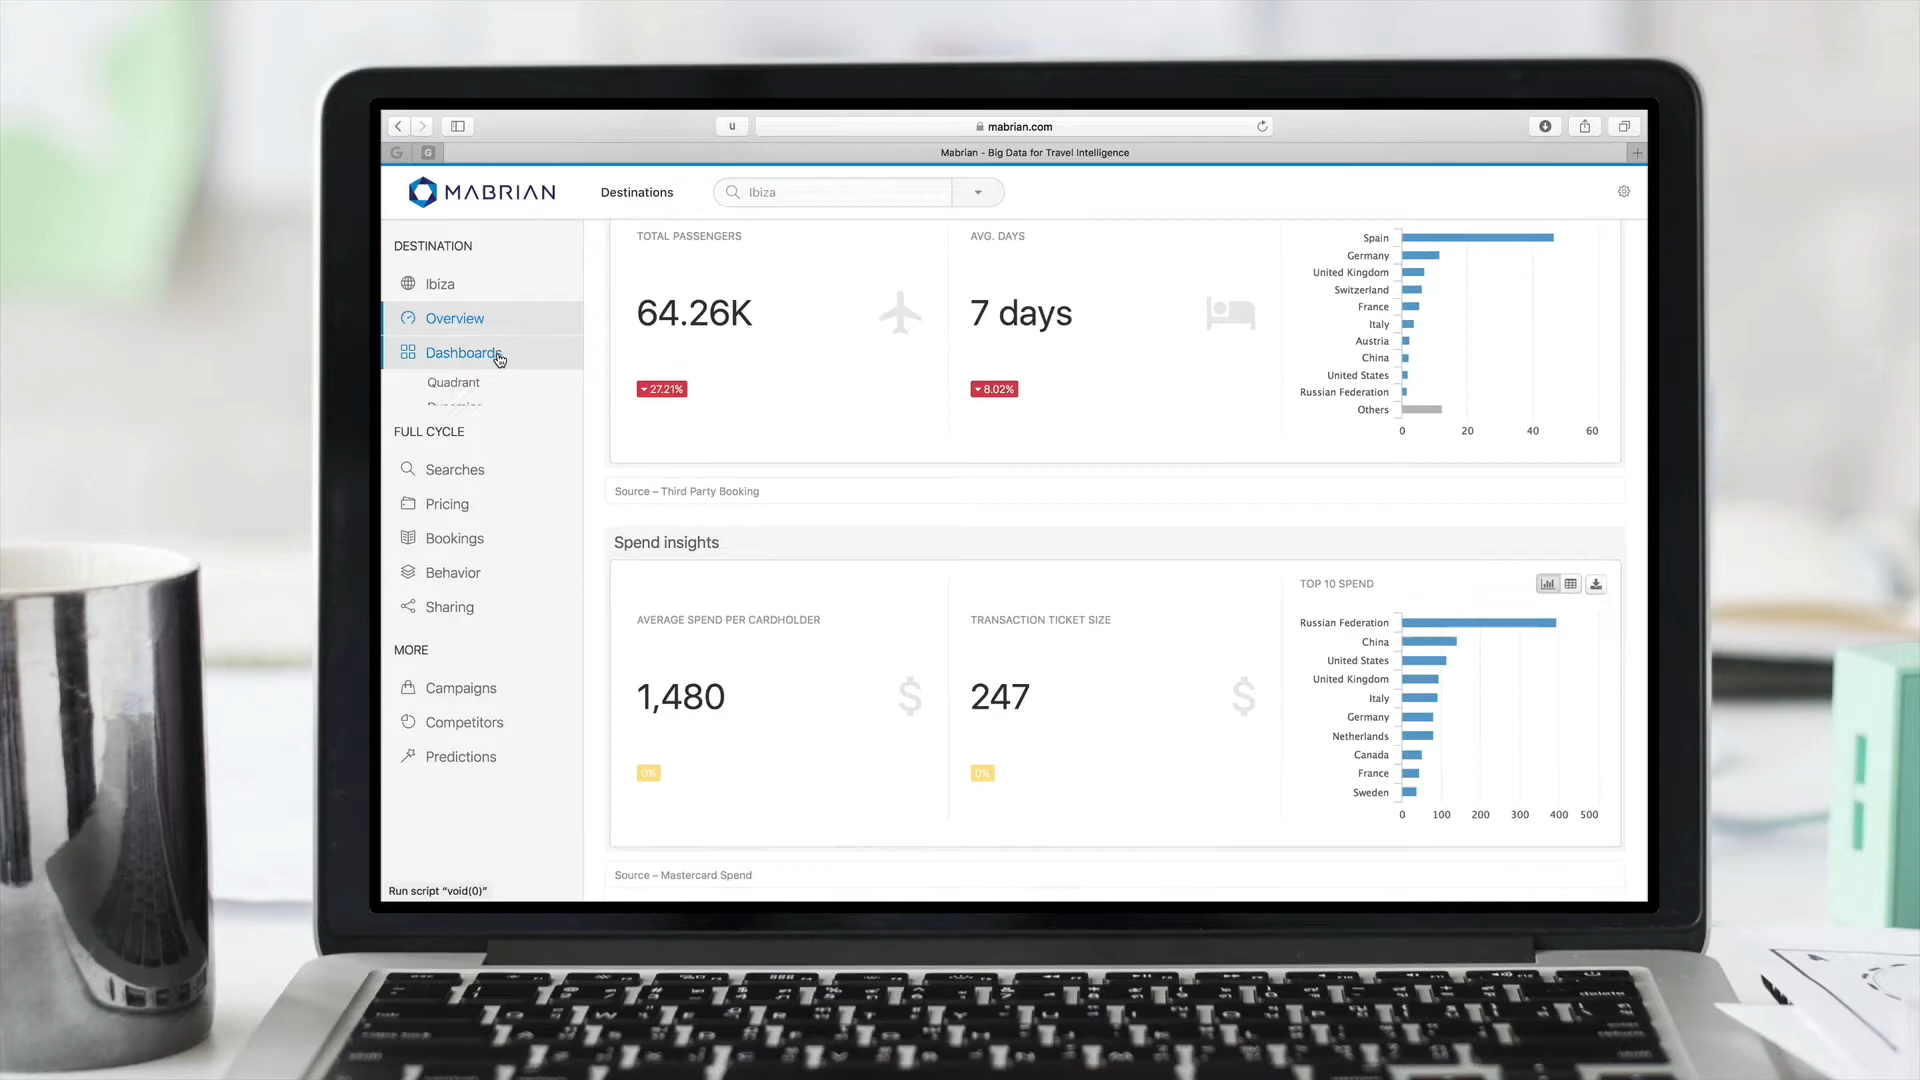 mabrian.com
Mabrian - Big Data for Travel Intelligence
MABRIAN
Destinations
Ibiza
DESTINATION
Ibiza
Overview
Dashboards
Quadrant
FULL CYCLE
Searches
Pricing
Bookings
Behavior
Sharing
MORE
Campaigns
Competitors
Predictions
Run script "void(0)"
TOTAL PASSENGERS
64.26K
27.21%
AVG. DAYS
7 days
8.02%
Spain
Germany
United Kingdom
Switzerland
France
Italy
Austria
China
United States
Russian Federation
Others
0 20 40 60
Source – Third Party Booking
Spend insights
AVERAGE SPEND PER CARDHOLDER
1,480
0%
TRANSACTION TICKET SIZE
247
0%
TOP 10 SPEND
Russian Federation
China
United States
United Kingdom
Italy
Germany
Netherlands
Canada
France
Sweden
0 100 200 300 400 500
Source – Mastercard Spend
delete